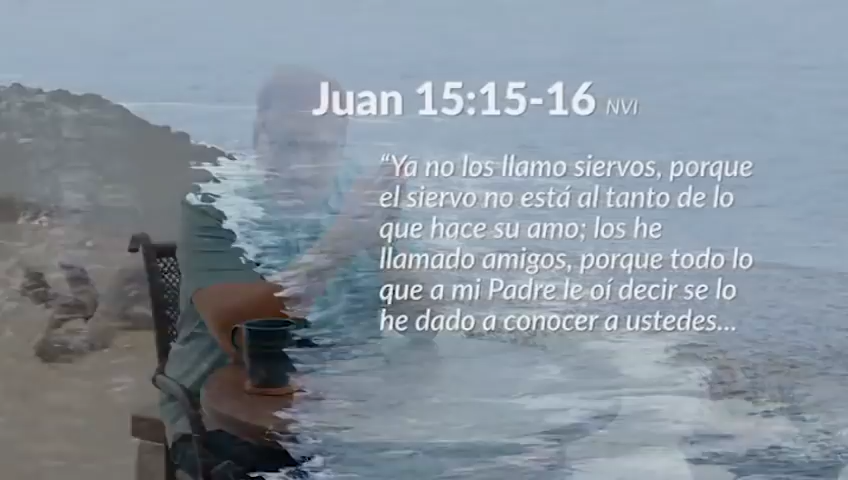 Juan 15:15-16 NVI
“Ya no los llamo siervos, porque
el siervo no está al tanto de lo
que hace su amo; los he
llamado amigos, porque todo lo
que a mi Padre le oí decir se lo
he dado a conocer a ustedes...